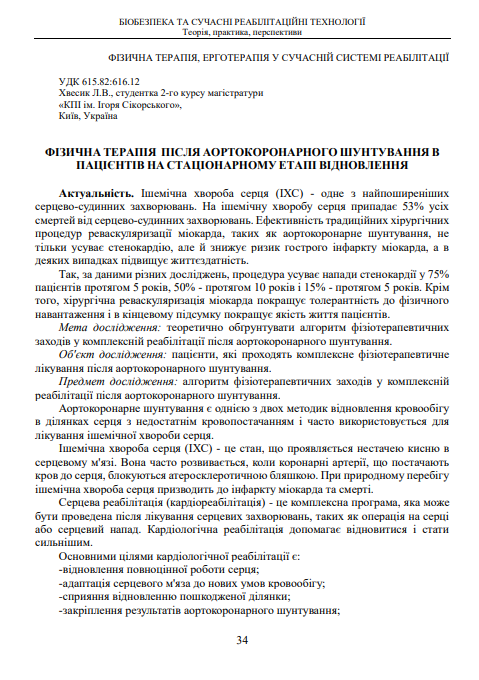 БІОБЕЗПЕКА ТА СУЧАСНІ РЕАБІЛІТАЦІЙНІ ТЕХНОЛОГІЇ
Теорія, практика, перспективи
ФІЗИЧНА ТЕРАПІЯ, ЕРГОТЕРАПІЯ У СУЧАСНІЙ СИСТЕМІ РЕАБІЛІТАЦІЇ
УДК 615.82:616.12
Хвесик Л.В., студентка 2-го курсу магістратури
«КПІ ім. Ігоря Сікорського»,
Київ, Україна
ФІЗИЧНА ТЕРАПІЯ ПІСЛЯ АОРТОКОРОНАРНОГО ШУНТУВАННЯ В
ПАЦІЄНТІВ НА СТАЦІОНАРНОМУ ЕТАПІ ВІДНОВЛЕННЯ
Актуальність. Ішемічна хвороба серця (ІХС) - одне з найпоширеніших
серцево-судинних захворювань. На ішемічну хворобу серця припадає 53% усіх
смертей від серцево-судинних захворювань. Ефективність традиційних хірургічних
процедур реваскуляризації міокарда, таких як аортокоронарне шунтування, не
тільки усуває стенокардію, але й знижує ризик гострого інфаркту міокарда, а в
деяких випадках підвищує життєздатність.
Так, за даними різних досліджень, процедура усуває напади стенокардії у 75%
пацієнтів протягом 5 років, 50% - протягом 10 років і 15% - протягом 5 років. Крім
того, хірургічна реваскуляризація міокарда покращує толерантність до фізичного
навантаження і в кінцевому підсумку покращує якість життя пацієнтів.
Мета дослідження: теоретично обґрунтувати алгоритм фізіотерапевтичних
заходів у комплексній реабілітації після аортокоронарного шунтування.
Об'єкт дослідження: пацієнти, які проходять комплексне фізіотерапевтичне
лікування після аортокоронарного шунтування.
Предмет дослідження: алгоритм фізіотерапевтичних заходів у комплексній
реабілітації після аортокоронарного шунтування.
Аортокоронарне шунтування є однією з двох методик відновлення кровообігу
в ділянках серця з недостатнім кровопостачанням і часто використовується для
лікування ішемічної хвороби серця.
Ішемічна хвороба серця (ІХС) - це стан, що проявляється нестачею кисню в
серцевому м'язі. Вона часто розвивається, коли коронарні артерії, що постачають
кров до серця, блокуються атеросклеротичною бляшкою. При природному перебігу
ішемічна хвороба серця призводить до інфаркту міокарда та смерті.
Серцева реабілітація (кардіореабілітація) - це комплексна програма, яка може
бути проведена після лікування серцевих захворювань, таких як операція на серці
або серцевий напад. Кардіологічна реабілітація допомагає відновитися і стати
сильнішим.
Основними цілями кардіологічної реабілітації є:
-відновлення повноцінної роботи серця;
-адаптація серцевого м'яза до нових умов кровообігу;
-сприяння відновленню пошкодженої ділянки;
-закріплення результатів аортокоронарного шунтування;
34